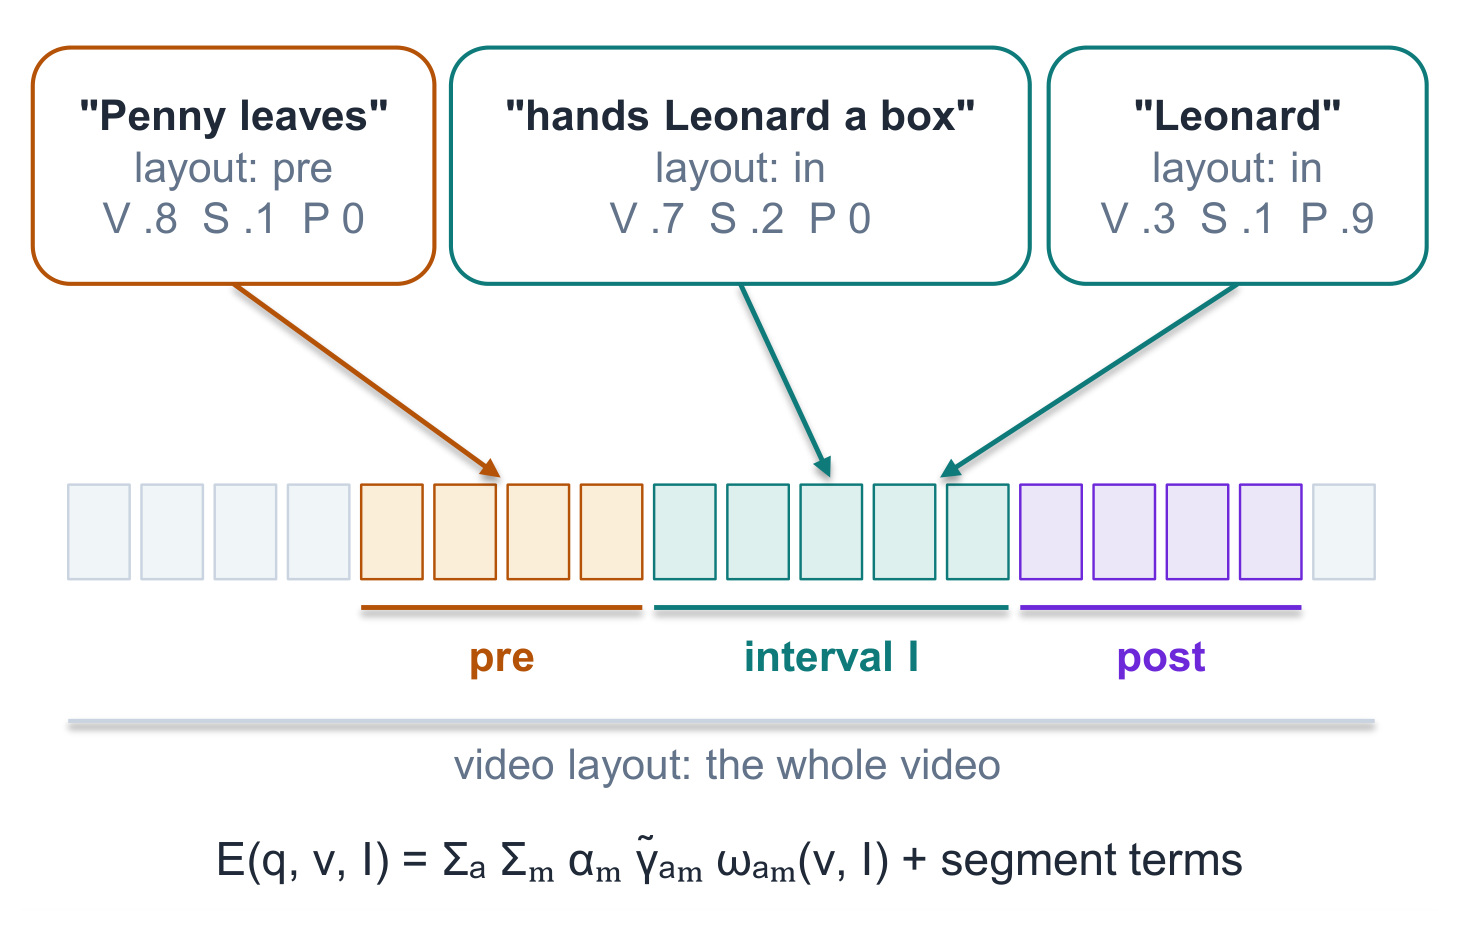 "Penny leaves"
layout: pre
V .8 S .1 P 0
"hands Leonard a box"
layout: in
V .7 S .2 P 0
"Leonard"
layout: in
V .3 S .1 P .9
pre
interval I
post
video layout: the whole video
E(q, v, I) = Σₐ Σₘ αₘ γ̃ₐₘ ωₐₘ(v, I) + segment terms